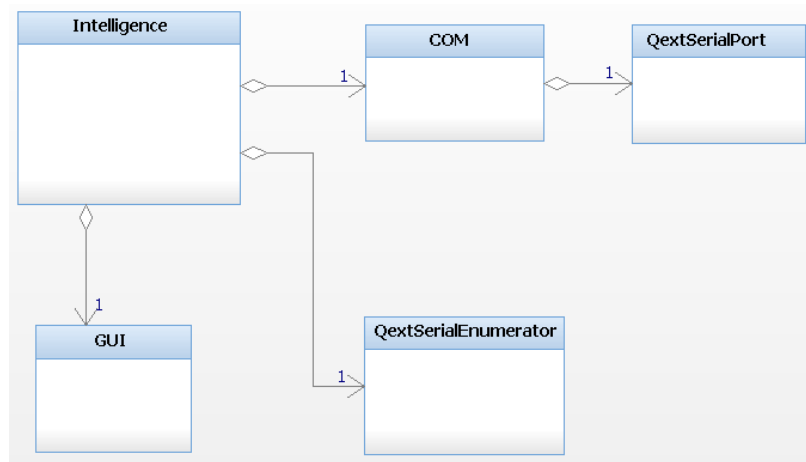 Intelligence
COM
QextSerialPort
1
1
1
GUI
QextSerialEnumerator
1